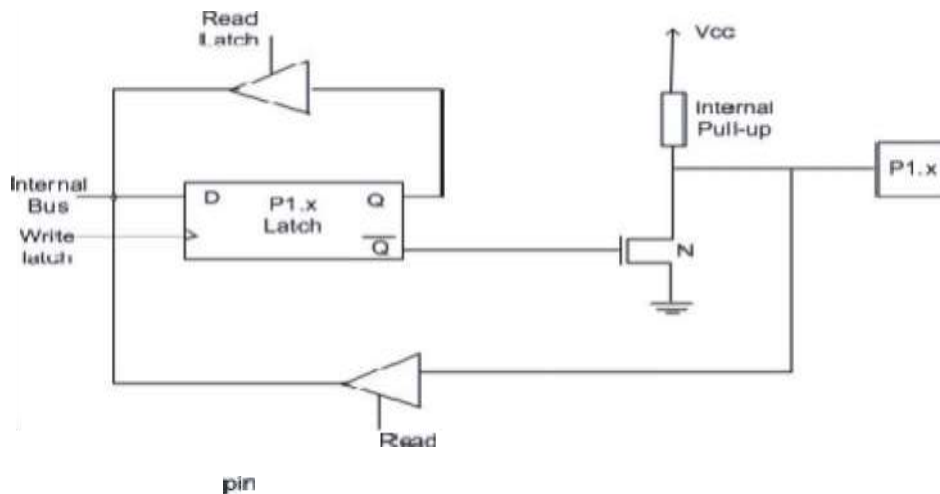 Read
Latch
Vcc
Internal
Pull-up
P1.x
Internal
Bus
D
P1.x
Latch
Q
Q
Write
latch
N
Read
pin